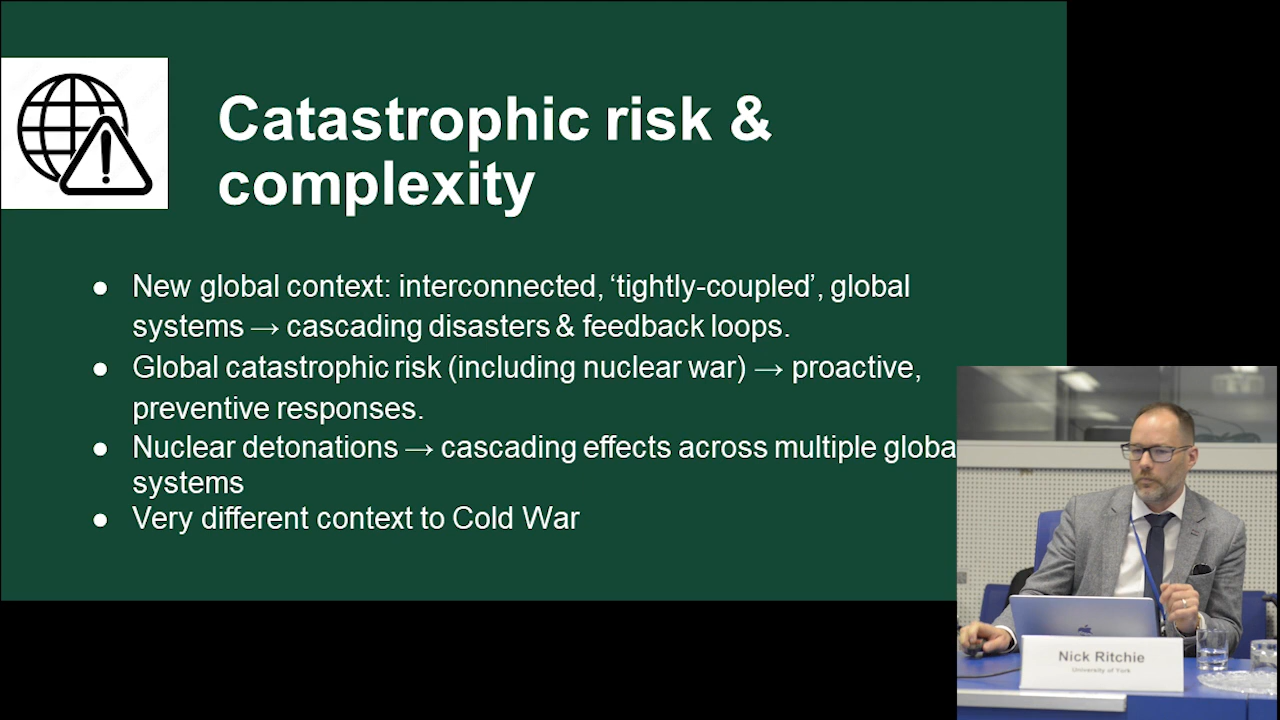 Catastrophic risk &
complexity
● New global context: interconnected, ‘tightly-coupled’, global
systems → cascading disasters & feedback loops.
● Global catastrophic risk (including nuclear war) → proactive,
preventive responses.
● Nuclear detonations → cascading effects across multiple globa
systems
● Very different context to Cold War
Nick Ritchie
University of York